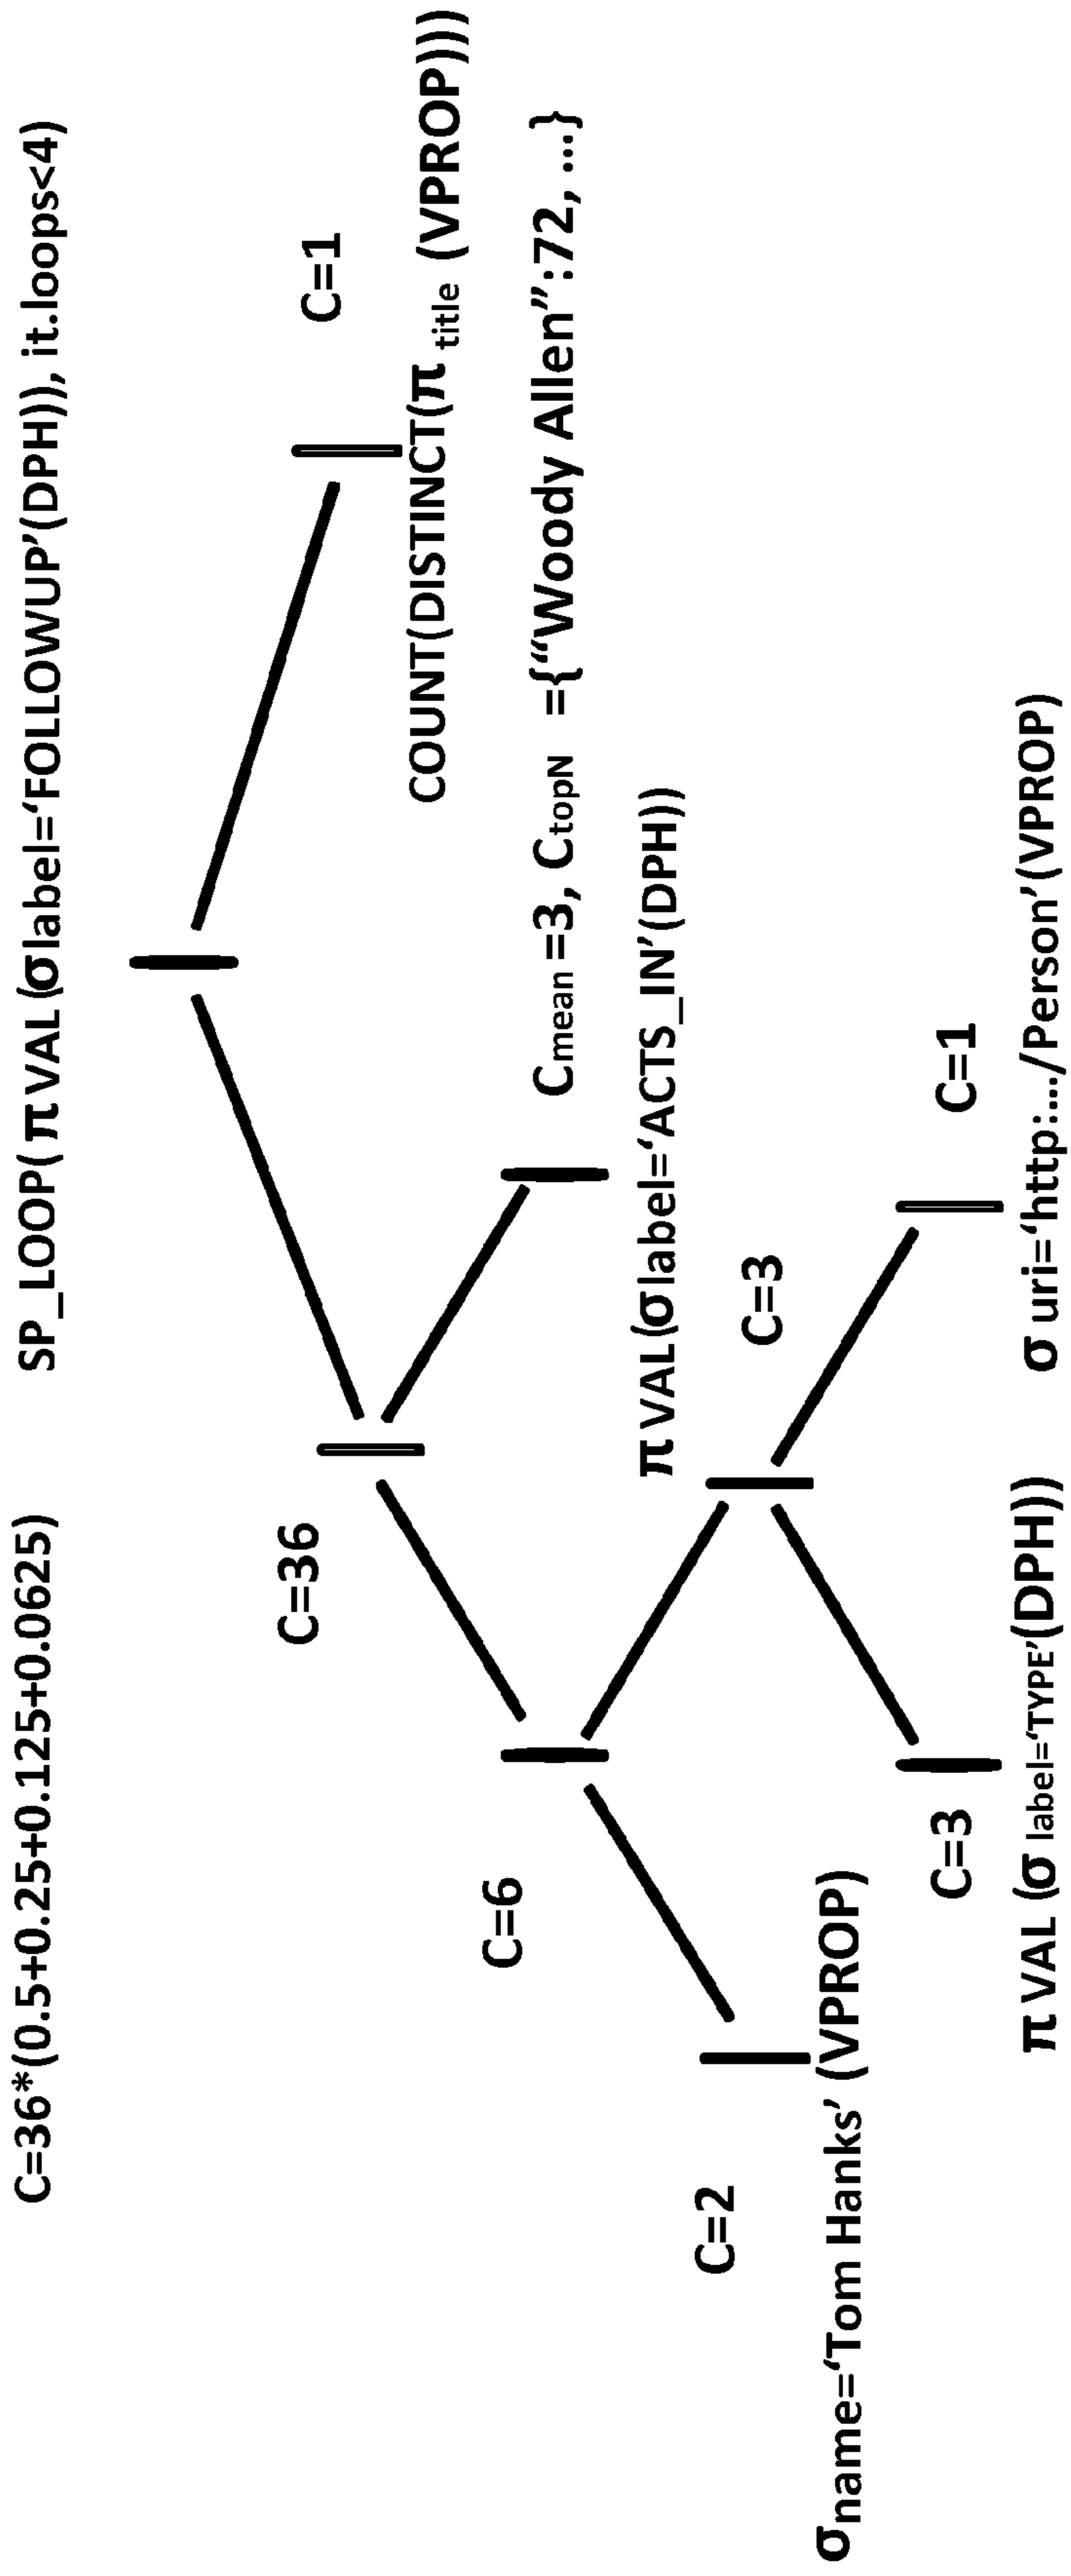 C=36*(0.5+0.25+0.125+0.0625)
SP_LOOP(π VAL (σlabel=‘FOLLOWUP’(DPH)), it.loops<4)
C=36
C=1
COUNT(DISTINCT(π title (VPROP)))
C=6
Cmean=3, CtopN ={“Woody Allen”:72, ...}
π VAL(σlabel=‘ACTS_IN’(DPH))
C=2
C=3
σname=‘Tom Hanks’ (VPROP)
C=3
C=1
π VAL (σ label=‘TYPE’(DPH))
σ uri=‘http:.../Person’(VPROP)